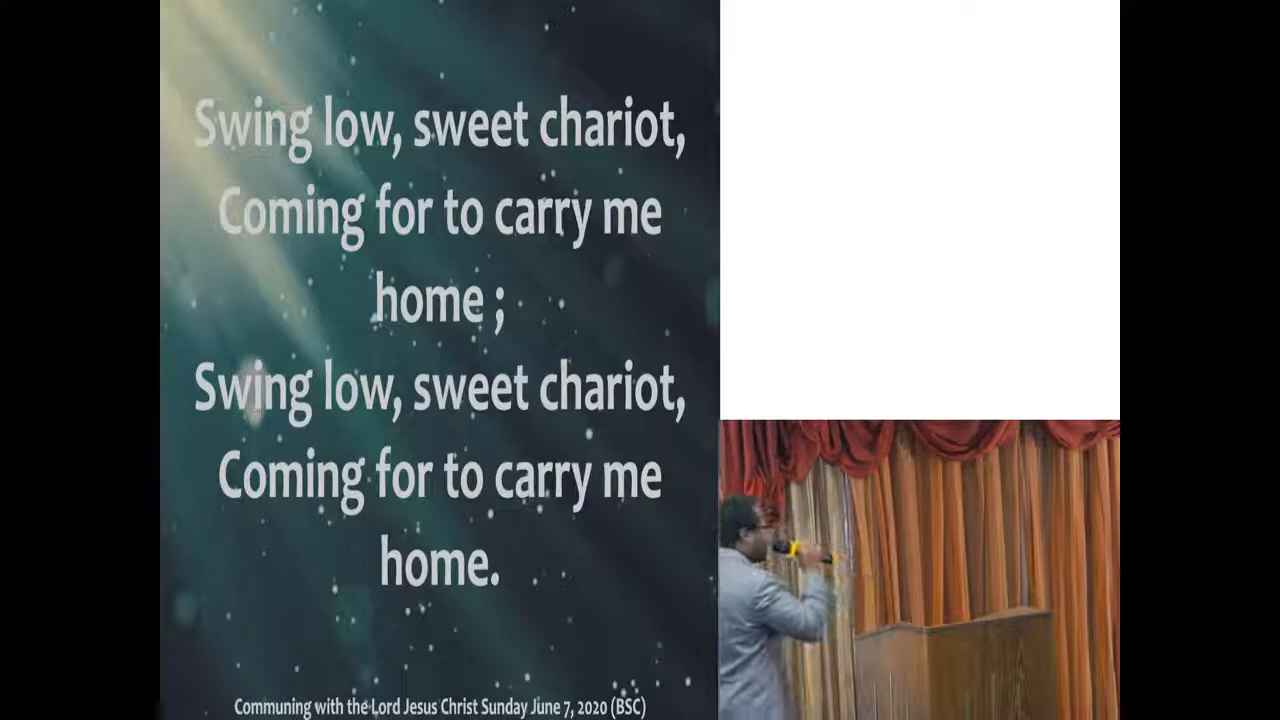 Swing low, sweet chariot,
Coming for to carry me
home ;
Swing low, sweet chariot,
Coming for to carry me
home.
Communing with the Lord Jesus Christ Sunday June 7, 2020 (BSC)